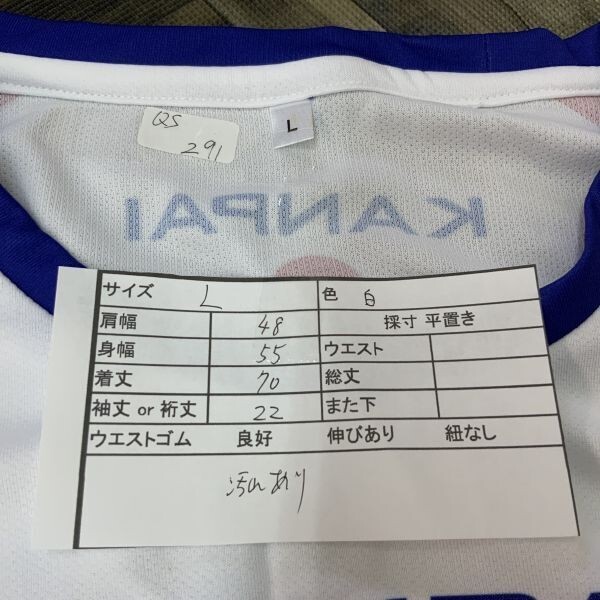 QS
291
L
KANPAI
サイズ L 色 白
肩幅 48 採寸 平置き
身幅 55 ウエスト
着丈 70 総丈
袖丈 or 裄丈 22 また下
ウエストゴム 良好 伸びあり 紐なし
汚れあり